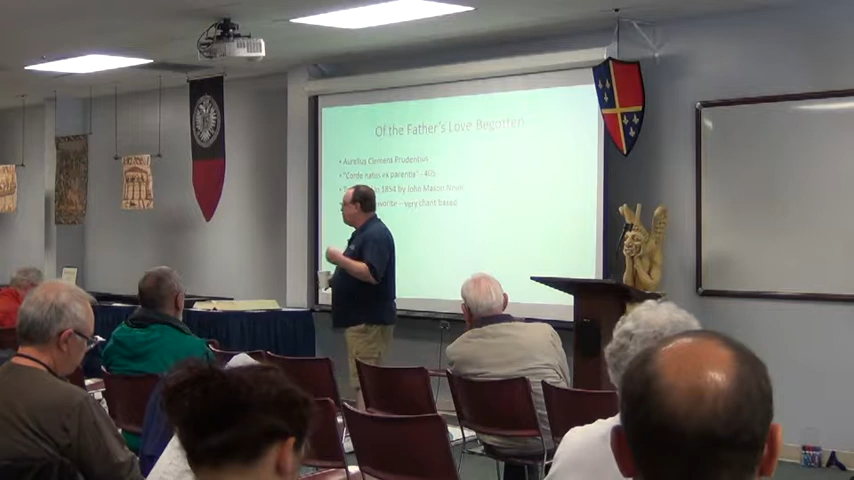 Of the Father's Love Begotten
• Aurelius Clemens Prudentius
• "Corde natus ex parentis" - 405
in 1854 by John Mason Neale
– very chant based